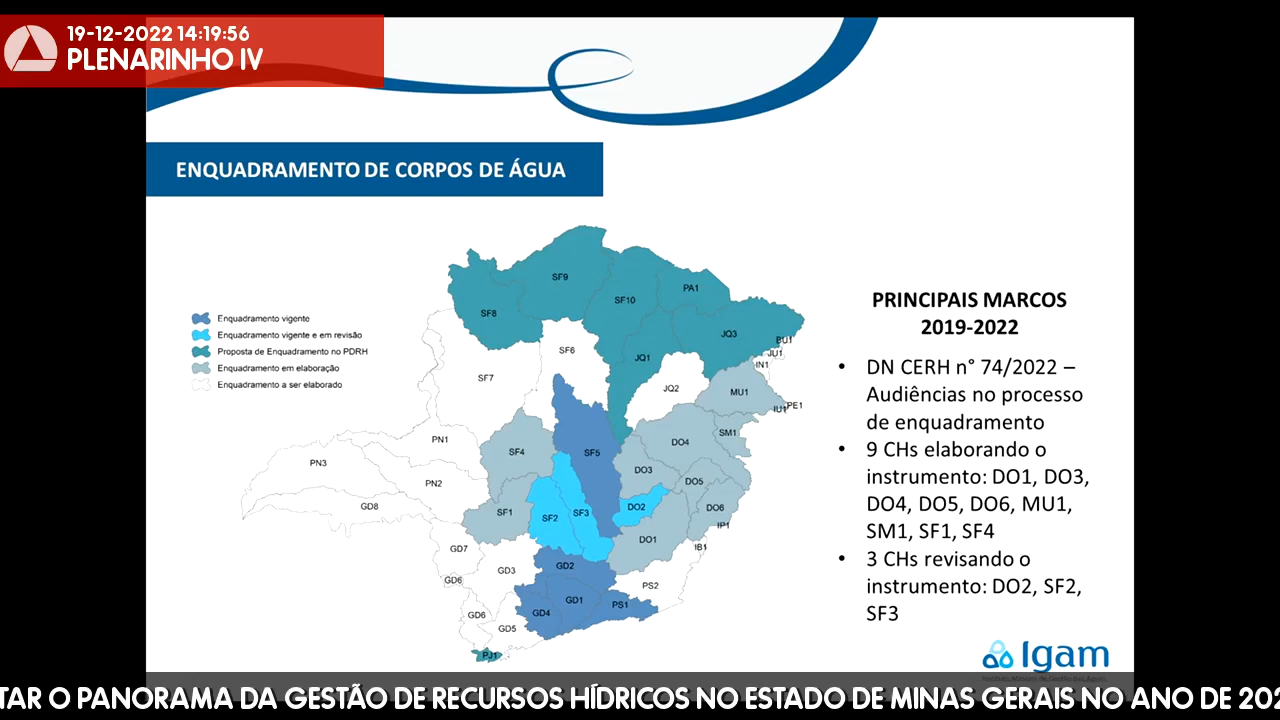 19-12-2022 14:19:56
PLENARINHO IV
ENQUADRAMENTO DE CORPOS DE ÁGUA
Enquadramento vigente
Enquadramento vigente e em revisão
Proposta de Enquadramento no PDRH
Enquadramento em elaboração
Enquadramento a ser elaborado
SF9
SF8
SF10
PA1
JQ3
BU1
JU1
IN1
SF6
JQ1
SF7
JQ2
MU1
IU1
PE1
PN1
SF4
SF5
DO4
SM1
PN3
PN2
DO3
DO5
GD8
SF1
SF2
SF3
DO2
DO6
IP1
DO1
IB1
GD7
GD3
GD2
GD6
PS2
GD1
PS1
GD4
GD6
GD5
PJ1
PRINCIPAIS MARCOS
2019-2022
• DN CERH n° 74/2022 –
Audiências no processo
de enquadramento
• 9 CHs elaborando o
instrumento: DO1, DO3,
DO4, DO5, DO6, MU1,
SM1, SF1, SF4
• 3 CHs revisando o
instrumento: DO2, SF2,
SF3
Igam
TAR O PANORAMA DA GESTÃO DE RECURSOS HÍDRICOS NO ESTADO DE MINAS GERAIS NO ANO DE 202